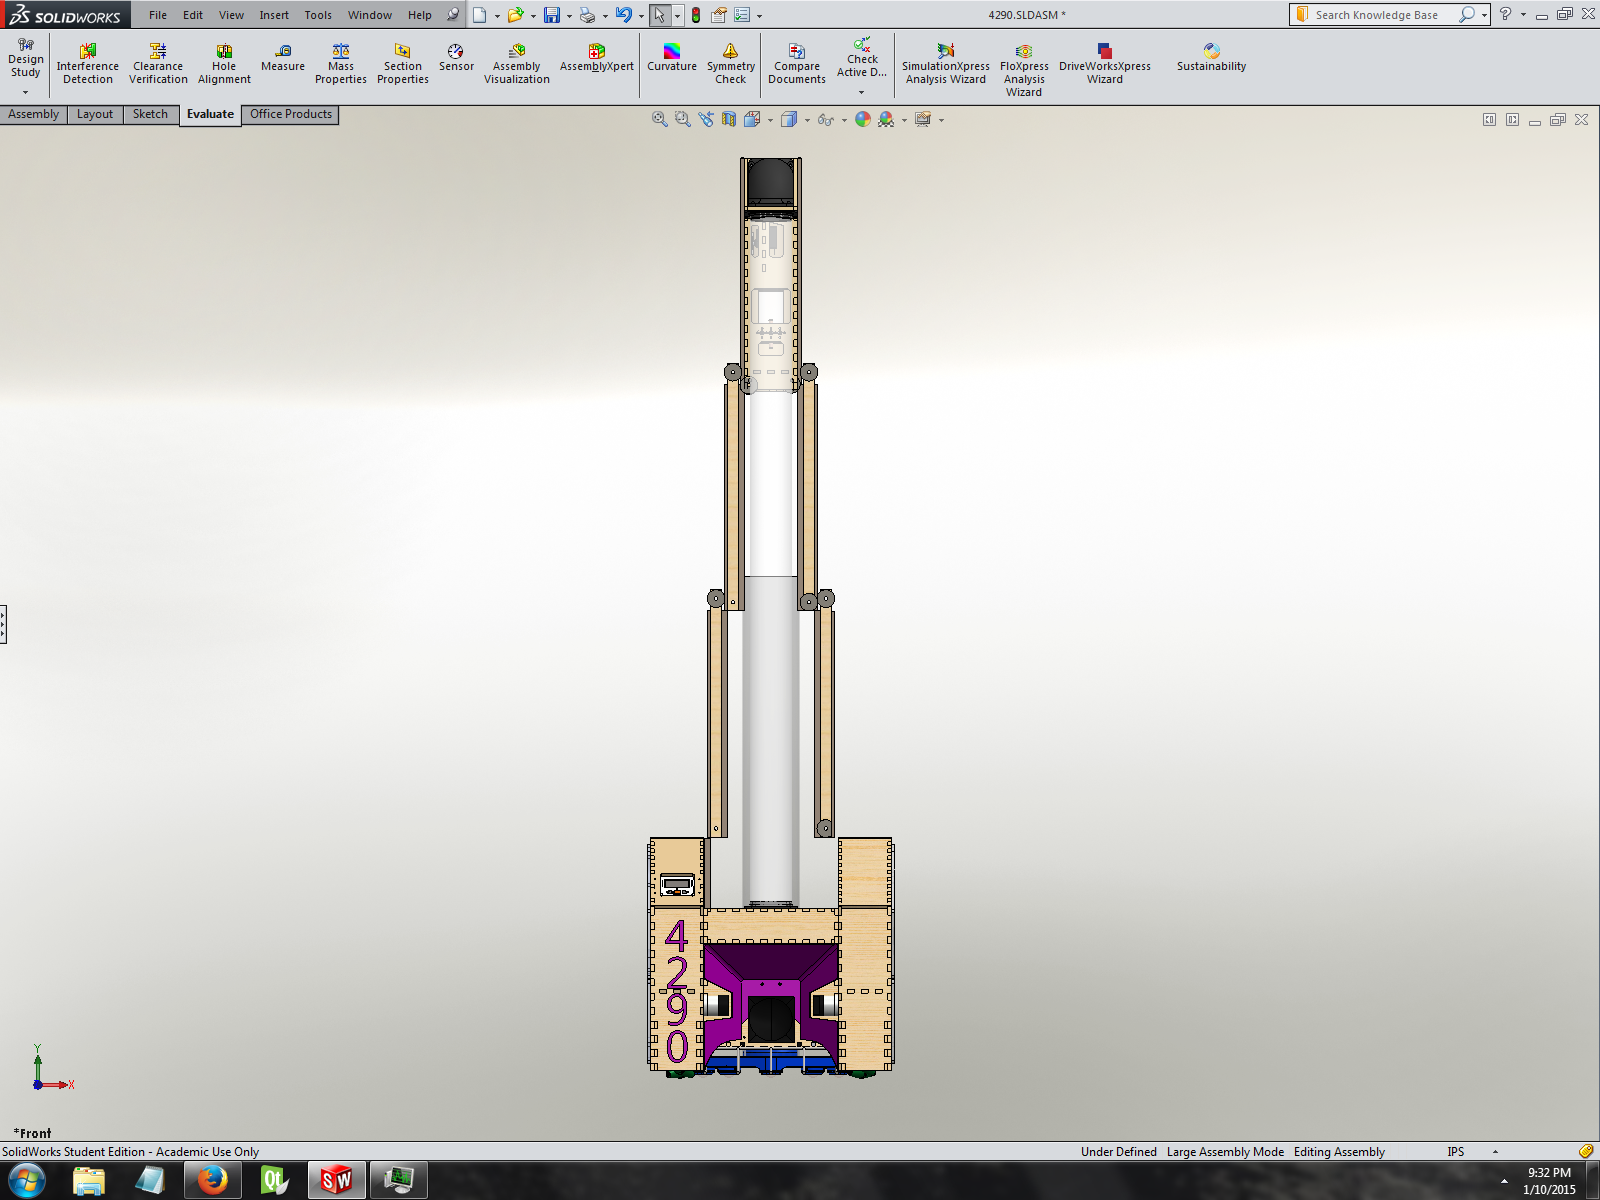 SOLIDWORKS File Edit View Insert Tools Window Help 4290.SLDASM * Search Knowledge Base
Design Study
Interference Detection
Clearance Verification
Hole Alignment
Measure
Mass Properties
Section Properties
Sensor
Assembly Visualization
AssemblyXpert
Curvature
Symmetry Check
Compare Documents
Check Active D...
SimulationXpress Analysis Wizard
FloXpress Analysis Wizard
DriveWorksXpress Wizard
Sustainability
Assembly Layout Sketch Evaluate Office Products
4
2
9
0
Y
X
*Front
SolidWorks Student Edition - Academic Use Only Under Defined Large Assembly Mode Editing Assembly IPS
Qt SW 9:32 PM
1/10/2015